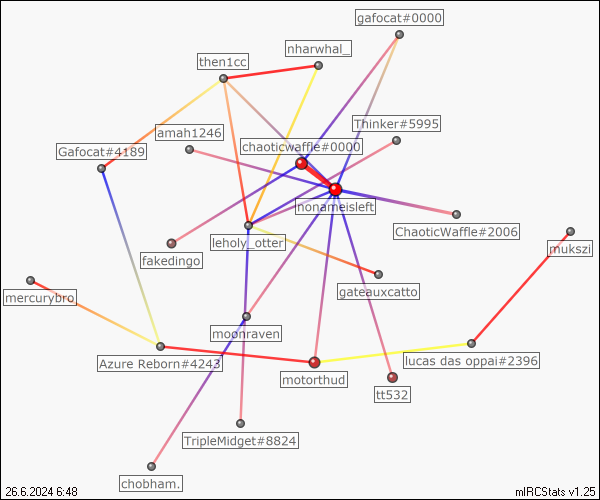 gafocat#0000
nharwhal_
then1cc
Thinker#5995
amah1246
chaoticwaffle#0000
Gafocat#4189
nonameisleft
ChaoticWaffle#2006
leholy_otter
mukszi
fakedingo
gateauxcatto
mercurybro
moonraven
Azure Reborn#4243
lucas das oppai#2396
motorthud
tt532
TripleMidget#8824
chobham.
26.6.2024 6:48
mIRCStats v1.25